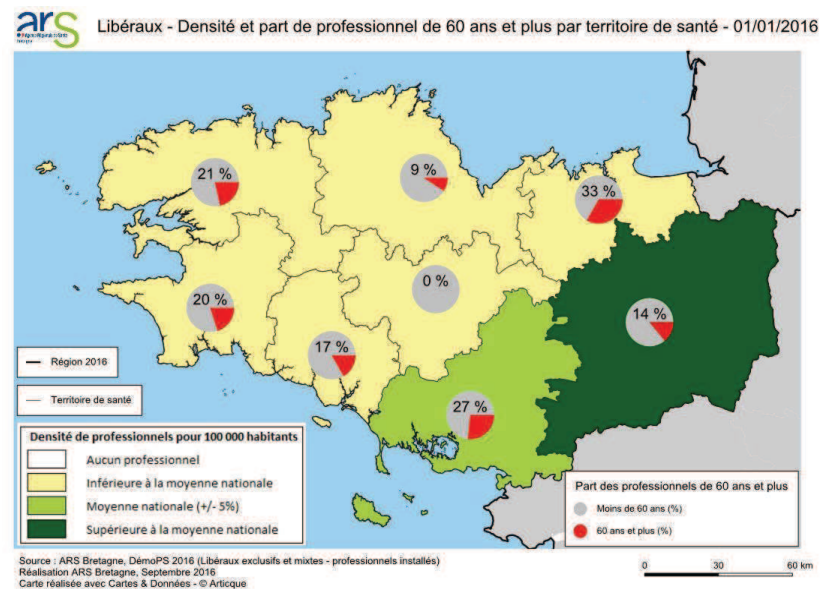 ars
Libéraux - Densité et part de professionnel de 60 ans et plus par territoire de santé - 01/01/2016
21 %
9 %
33 %
0 %
20 %
14 %
17 %
27 %
Région 2016
Territoire de santé
Densité de professionnels pour 100 000 habitants
Aucun professionnel
Inférieure à la moyenne nationale
Moyenne nationale (+/- 5%)
Supérieure à la moyenne nationale
Part des professionnels de 60 ans et plus
Moins de 60 ans (%)
60 ans et plus (%)
Source : ARS Bretagne, DémoPS 2016 (Libéraux exclusifs et mixtes - professionnels installés)
Réalisation ARS Bretagne, Septembre 2016
Carte réalisée avec Cartes & Données - © Articque
0 30 60 km